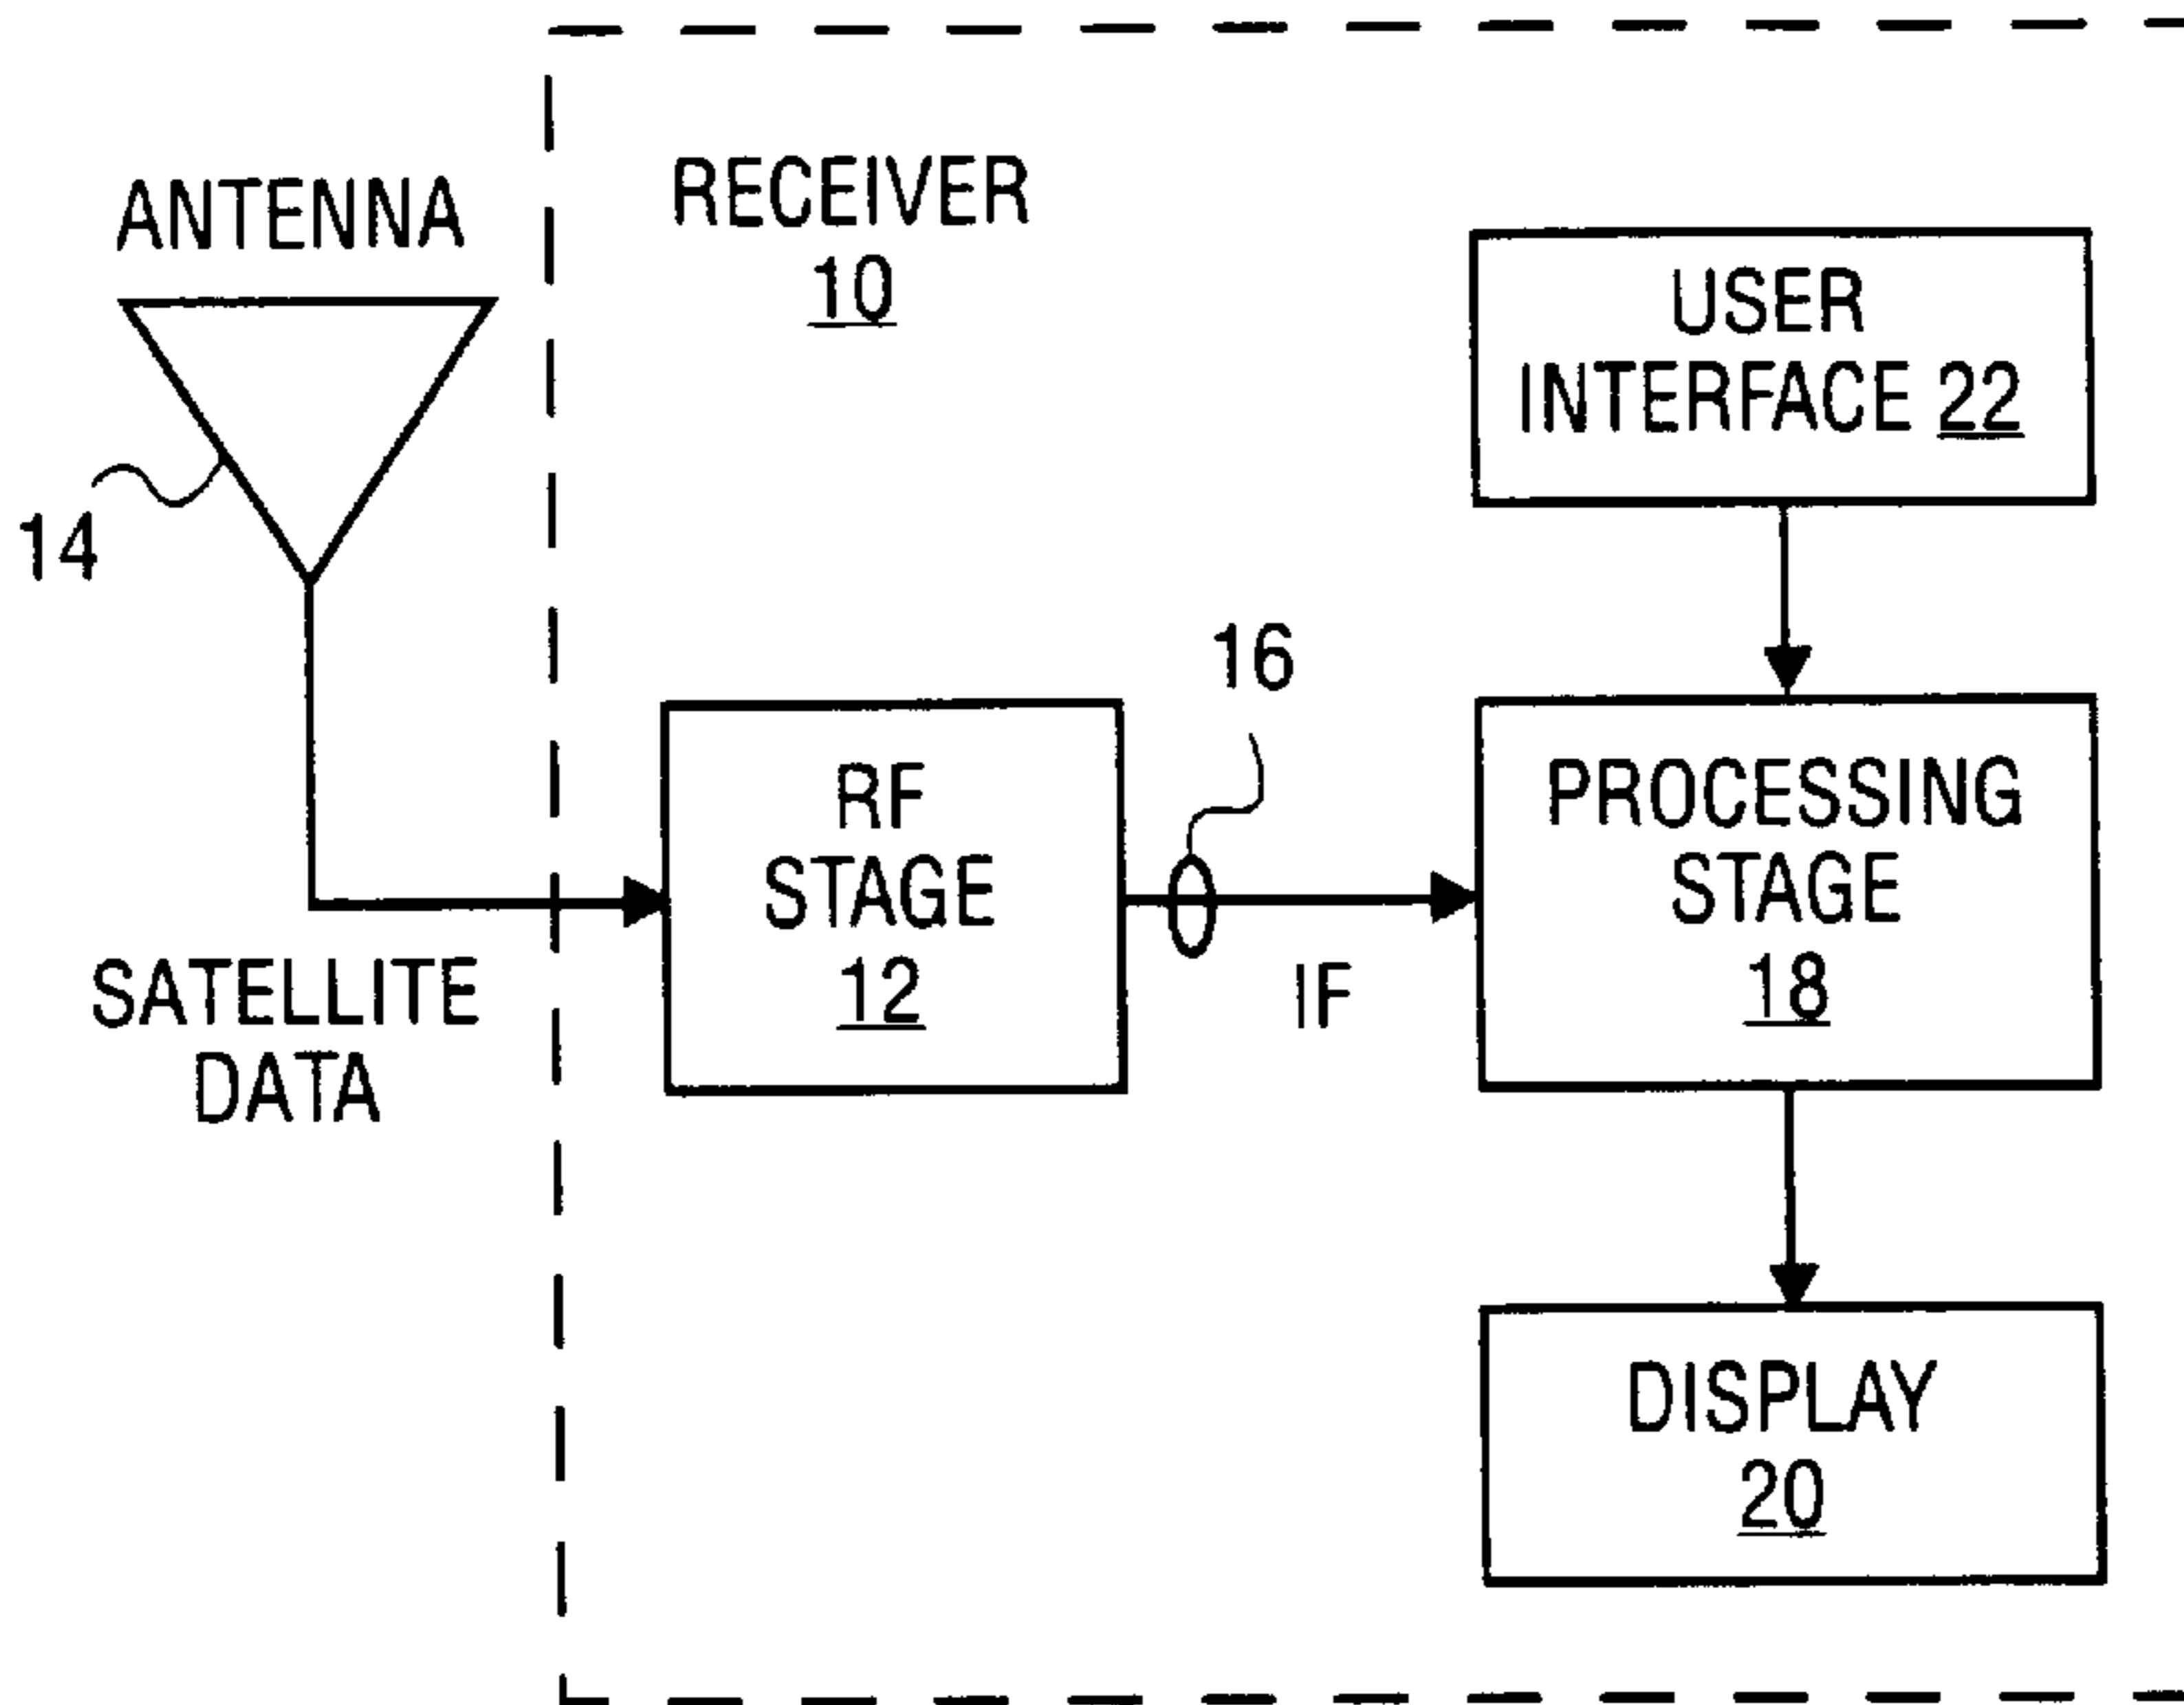 ANTENNA
14
SATELLITE
DATA
RECEIVER
10
RF
STAGE
12
16
IF
USER
INTERFACE 22
PROCESSING
STAGE
18
DISPLAY
20